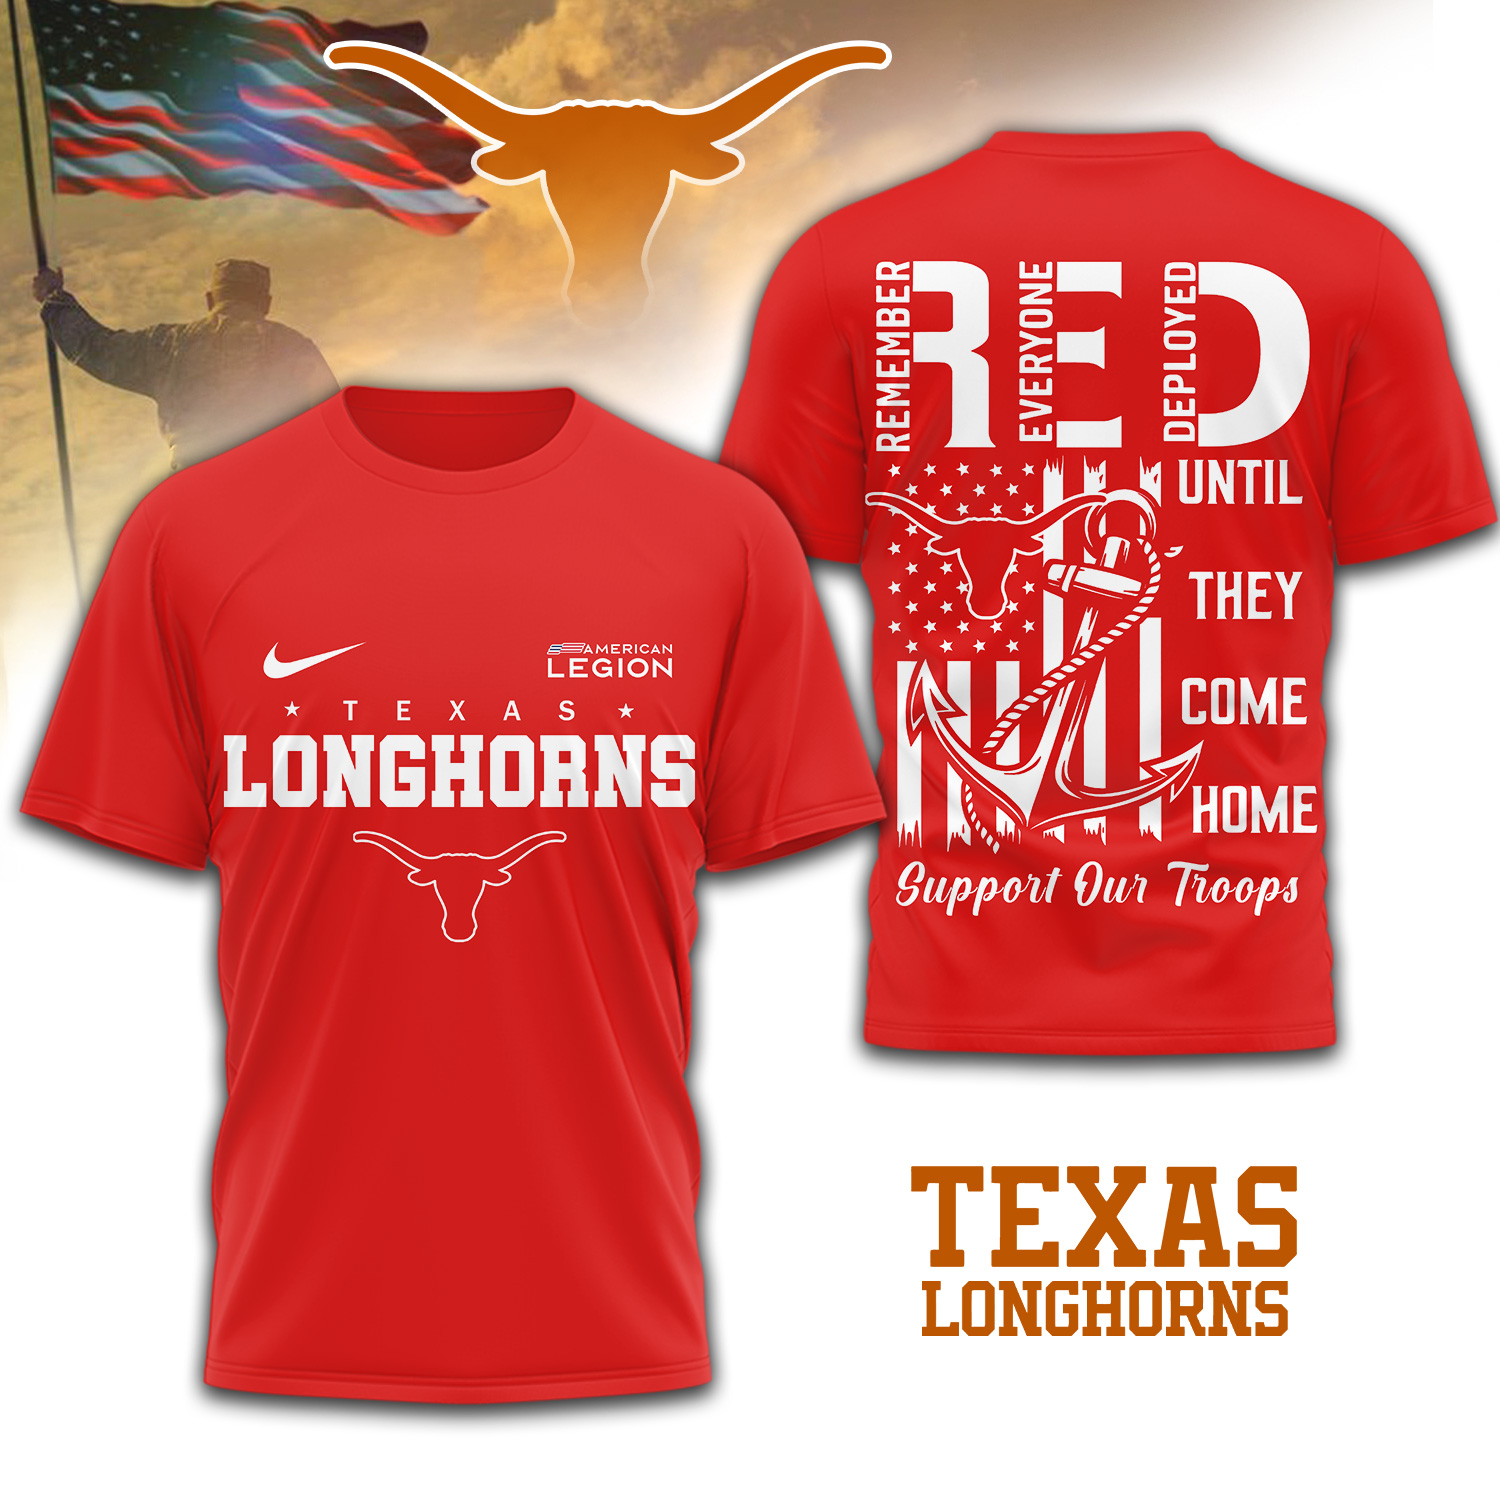 AMERICAN
LEGION
★ TEXAS ★
LONGHORNS
RED
REMEMBER
EVERYONE
DEPLOYED
UNTIL
THEY
COME
HOME
Support Our Troops
TEXAS
LONGHORNS